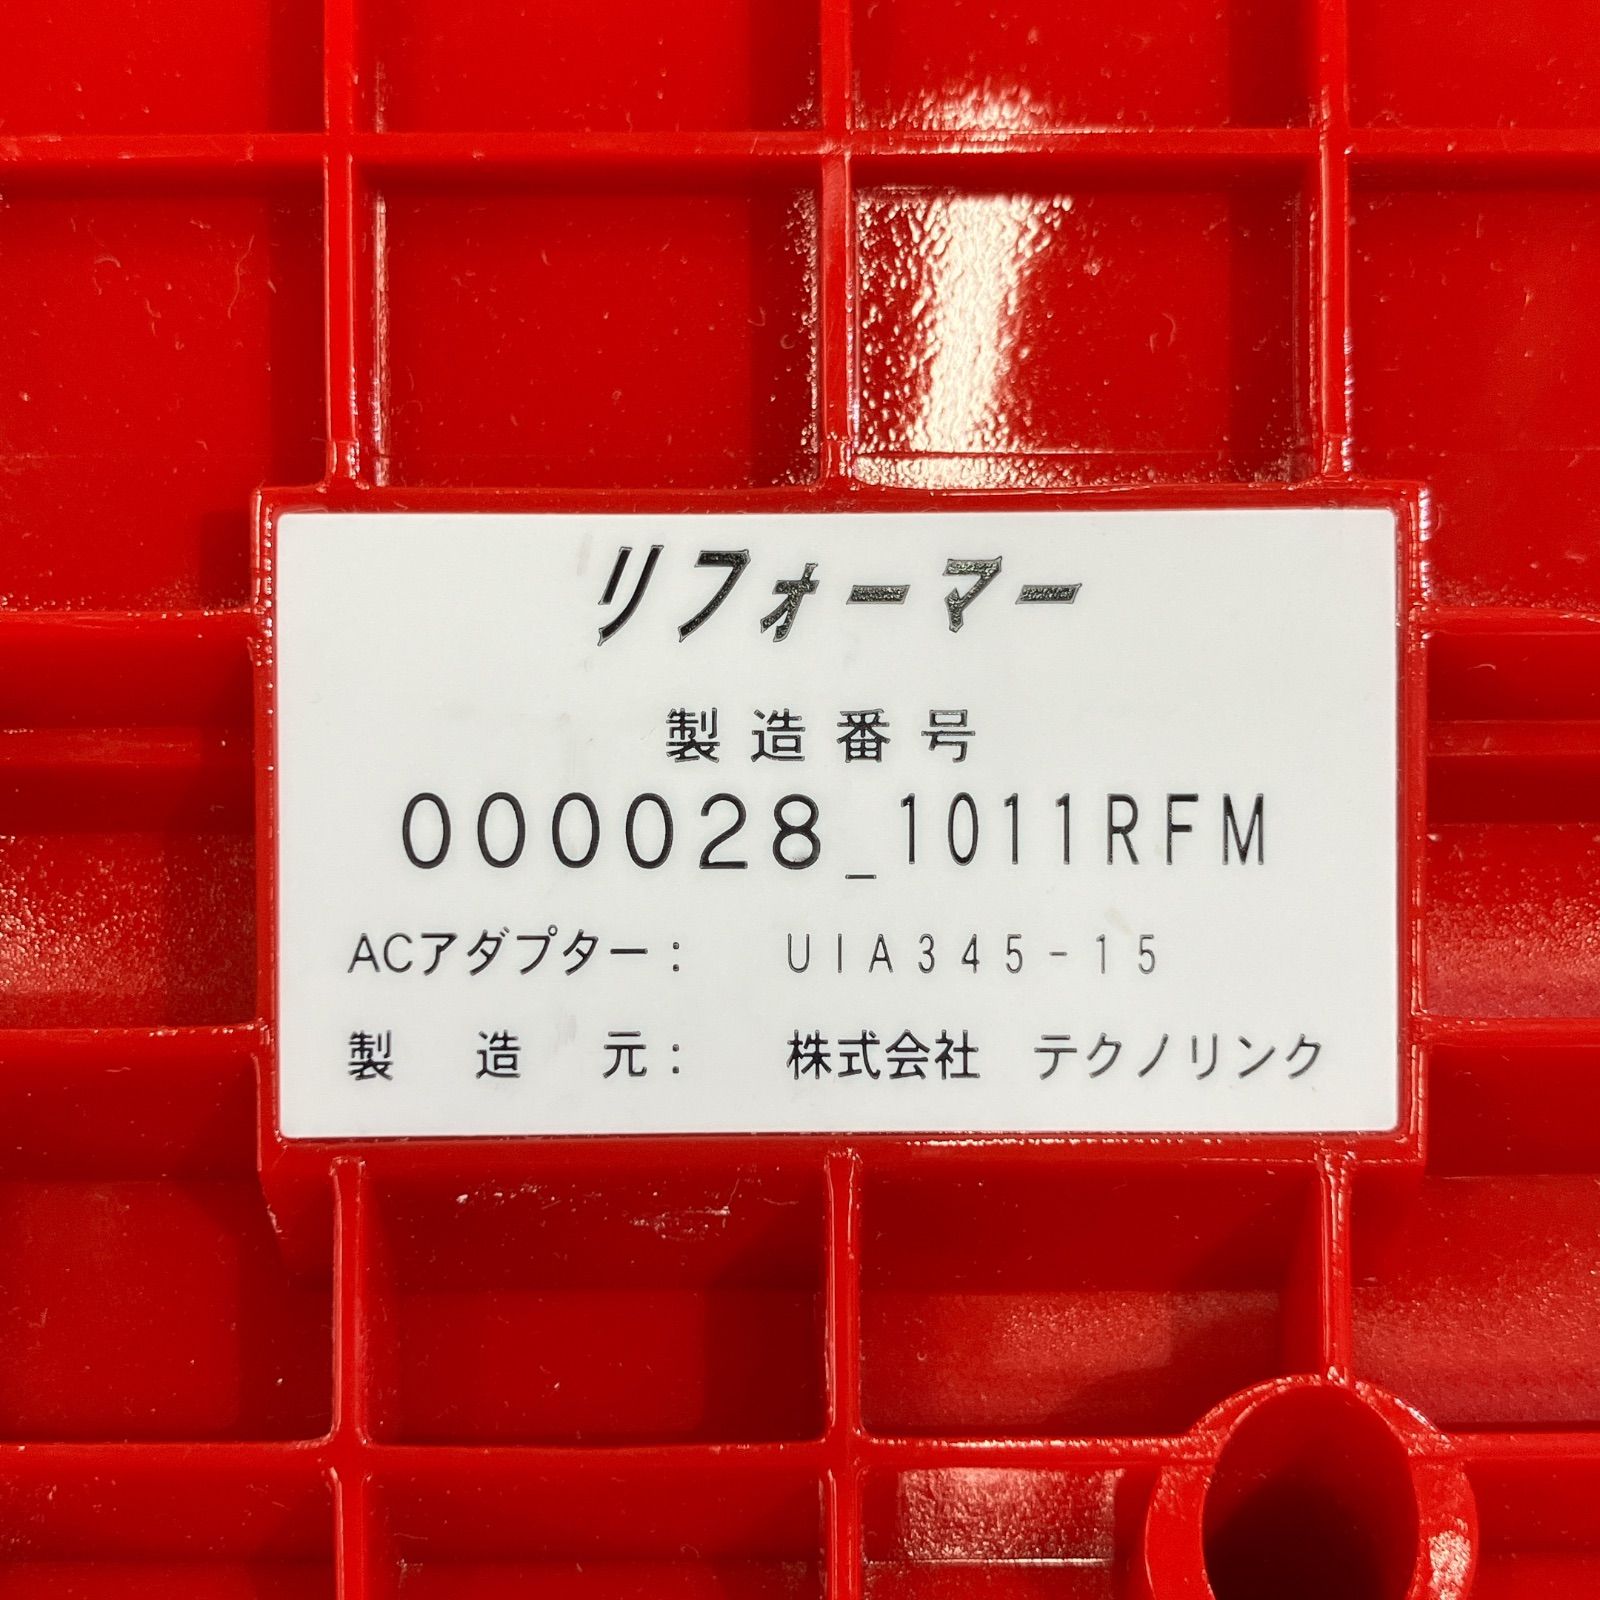 リフォーマー
製造番号
000028_1011RFM
ACアダプター： UIA345-15
製造元： 株式会社 テクノリンク